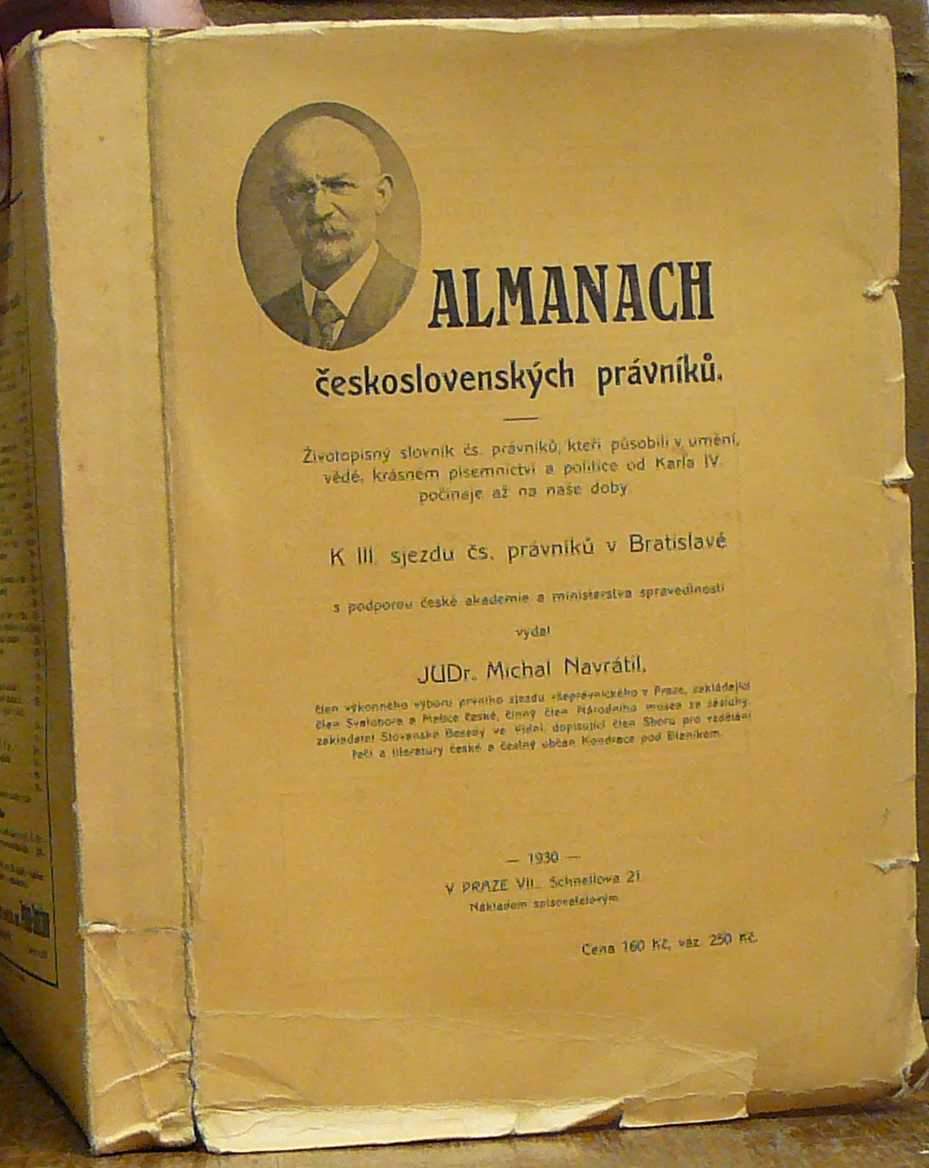 ALMANACH
československých právníků.
Životopisný slovník čs. právníků, kteří působili v umění,
vědě, krásném písemnictví a politice od Karla IV.
počínaje až na naše doby.
K III. sjezdu čs. právníků v Bratislavě
s podporou české akademie a ministerstva spravedlnosti
vydal
JUDr. Michal Navrátil,
člen výkonného výboru prvního sjezdu všeprávnického v Praze, zakládající
člen Svatobora a Matice české, činný člen Národního musea za zásluhy,
zakladatel Slovanské Besedy ve Vídni, dopisující člen Sboru pro vzdělání
řeči a literatury české a čestný občan Kondrace pod Blaníkem.
— 1930 —
V PRAZE VII., Schnellova 21
Nákladem spisovatelovým
Cena 160 Kč, váz. 250 Kč.